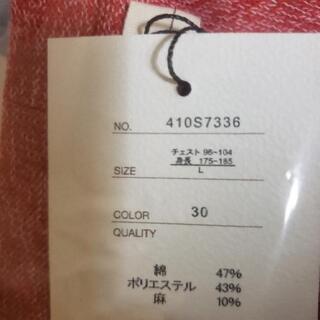 NO. 410S7336
チェスト 96~104
身長 175~185
SIZE L
COLOR 30
QUALITY
綿 47%
ポリエステル 43%
麻 10%